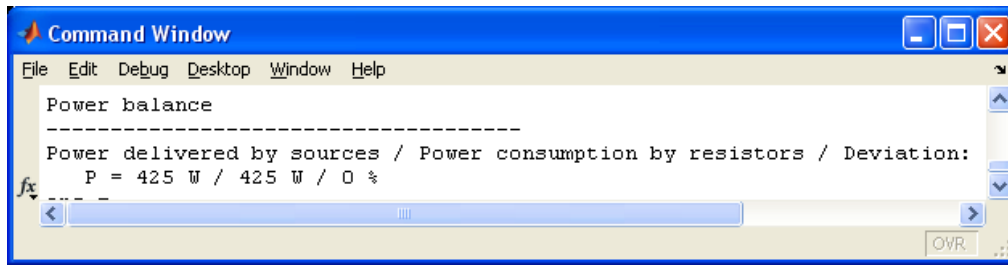 Command Window
File Edit Debug Desktop Window Help
Power balance
-------------------------------------
Power delivered by sources / Power consumption by resistors / Deviation:
P = 425 W / 425 W / 0 %
fx
OVR